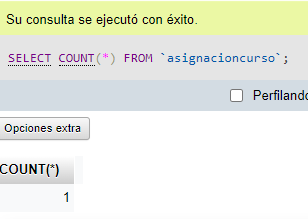 Su consulta se ejecutó con éxito.
SELECT COUNT(*) FROM `asignacioncurso`;
Perfilando
Opciones extra
COUNT(*)
1